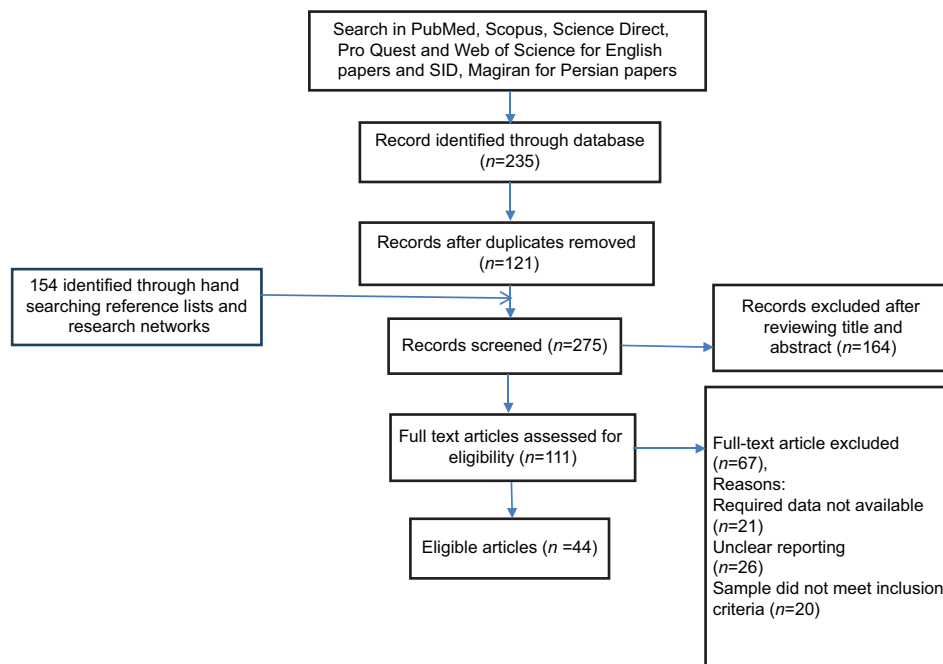 Search in PubMed, Scopus, Science Direct,
Pro Quest and Web of Science for English
papers and SID, Magiran for Persian papers
Record identified through database
(n=235)
Records after duplicates removed
(n=121)
154 identified through hand
searching reference lists and
research networks
Records screened (n=275)
Records excluded after
reviewing title and
abstract (n=164)
Full text articles assessed for
eligibility (n=111)
Full-text article excluded
(n=67),
Reasons:
Required data not available
(n=21)
Unclear reporting
(n=26)
Sample did not meet inclusion
criteria (n=20)
Eligible articles (n =44)